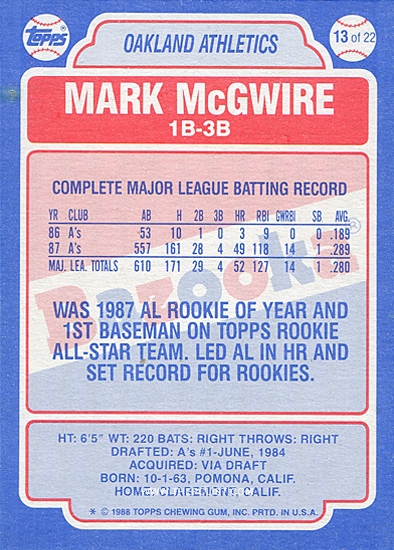 topps
OAKLAND ATHLETICS
13 of 22
MARK McGWIRE
1B-3B
COMPLETE MAJOR LEAGUE BATTING RECORD
YR CLUB AB H 2B 3B HR RBI GWRBI SB AVG.
86 A's 53 10 1 0 3 9 0 0 .189
87 A's 557 161 28 4 49 118 14 1 .289
MAJ. LEA. TOTALS 610 171 29 4 52 127 14 1 .280
Bazooka®
WAS 1987 AL ROOKIE OF YEAR AND
1ST BASEMAN ON TOPPS ROOKIE
ALL-STAR TEAM. LED AL IN HR AND
SET RECORD FOR ROOKIES.
HT: 6'5" WT: 220 BATS: RIGHT THROWS: RIGHT
DRAFTED: A's #1-JUNE, 1984
ACQUIRED: VIA DRAFT
BORN: 10-1-63, POMONA, CALIF.
HOME: CLAREMONT, CALIF.
* © 1988 TOPPS CHEWING GUM, INC. PRTD. IN U.S.A.